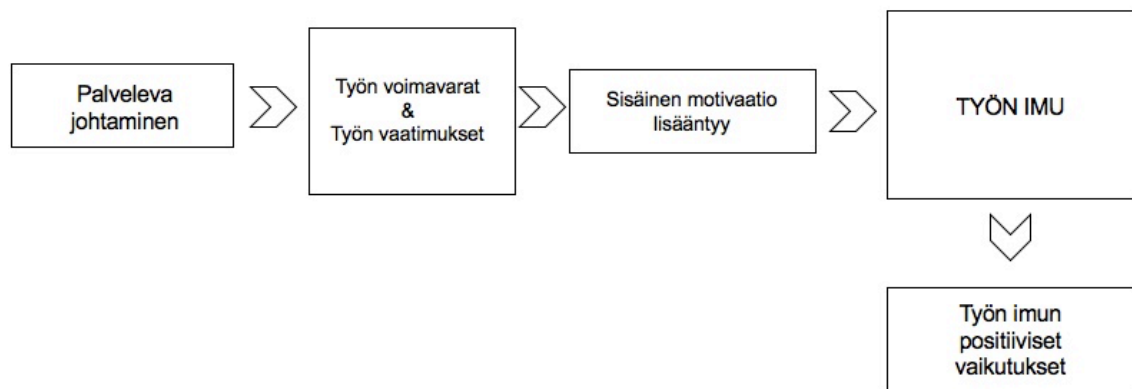 Palveleva
johtaminen
Työn voimavarat
&
Työn vaatimukset
Sisäinen motivaatio
lisääntyy
TYÖN IMU
Työn imun
positiiviset
vaikutukset